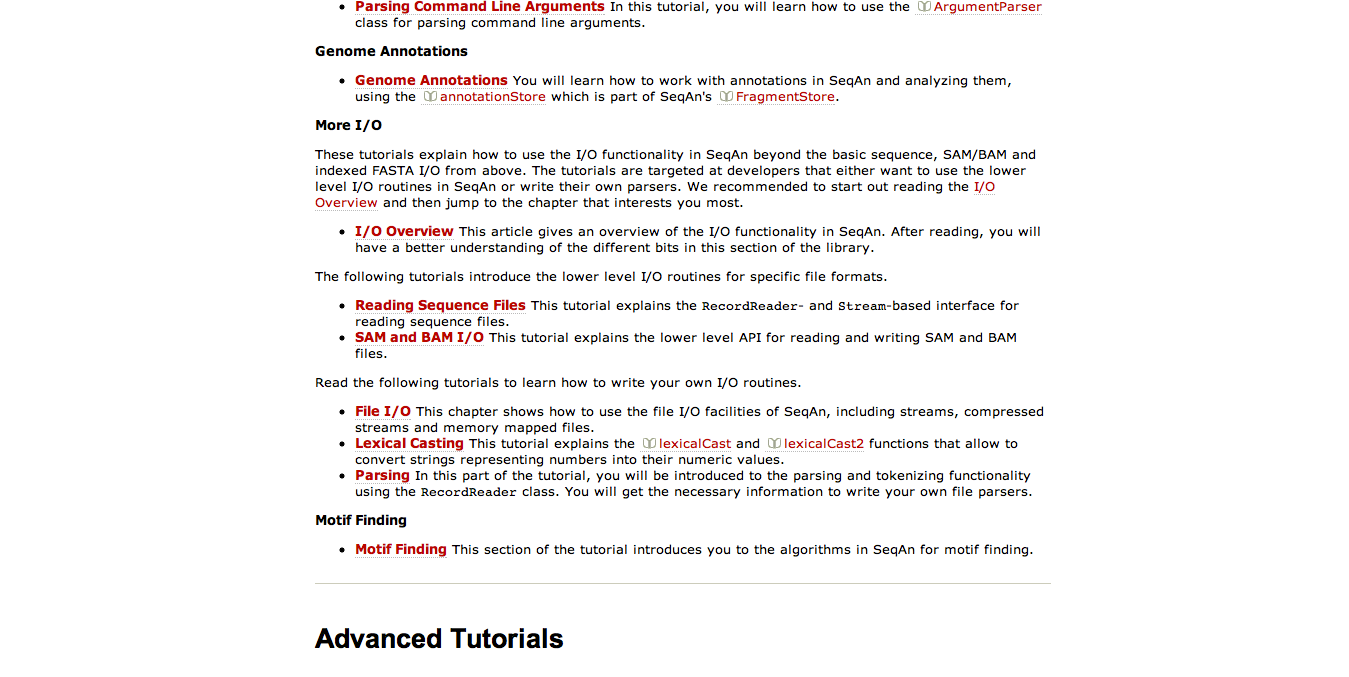 Parsing Command Line Arguments In this tutorial, you will learn how to use the ArgumentParser
class for parsing command line arguments.
Genome Annotations
Genome Annotations You will learn how to work with annotations in SeqAn and analyzing them,
using the annotationStore which is part of SeqAn's FragmentStore.
More I/O
These tutorials explain how to use the I/O functionality in SeqAn beyond the basic sequence, SAM/BAM and
indexed FASTA I/O from above. The tutorials are targeted at developers that either want to use the lower
level I/O routines in SeqAn or write their own parsers. We recommended to start out reading the I/O
Overview and then jump to the chapter that interests you most.
I/O Overview This article gives an overview of the I/O functionality in SeqAn. After reading, you will
have a better understanding of the different bits in this section of the library.
The following tutorials introduce the lower level I/O routines for specific file formats.
Reading Sequence Files This tutorial explains the RecordReader- and Stream-based interface for
reading sequence files.
SAM and BAM I/O This tutorial explains the lower level API for reading and writing SAM and BAM
files.
Read the following tutorials to learn how to write your own I/O routines.
File I/O This chapter shows how to use the file I/O facilities of SeqAn, including streams, compressed
streams and memory mapped files.
Lexical Casting This tutorial explains the lexicalCast and lexicalCast2 functions that allow to
convert strings representing numbers into their numeric values.
Parsing In this part of the tutorial, you will be introduced to the parsing and tokenizing functionality
using the RecordReader class. You will get the necessary information to write your own file parsers.
Motif Finding
Motif Finding This section of the tutorial introduces you to the algorithms in SeqAn for motif finding.
Advanced Tutorials